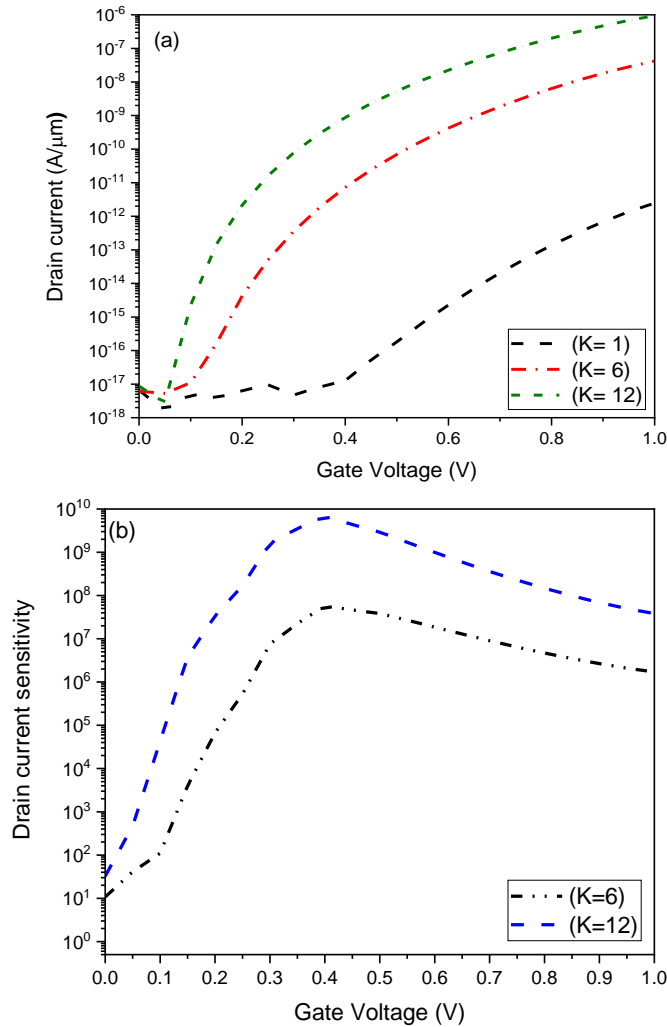 (a)
Drain current (A/μm)
10⁻⁶
10⁻⁷
10⁻⁸
10⁻⁹
10⁻¹⁰
10⁻¹¹
10⁻¹²
10⁻¹³
10⁻¹⁴
10⁻¹⁵
10⁻¹⁶
10⁻¹⁷
10⁻¹⁸
(K= 1)
(K= 6)
(K= 12)
0.0 0.2 0.4 0.6 0.8 1.0
Gate Voltage (V)
(b)
Drain current sensitivity
10¹⁰
10⁹
10⁸
10⁷
10⁶
10⁵
10⁴
10³
10²
10¹
10⁰
(K=6)
(K=12)
0.0 0.1 0.2 0.3 0.4 0.5 0.6 0.7 0.8 0.9 1.0
Gate Voltage (V)